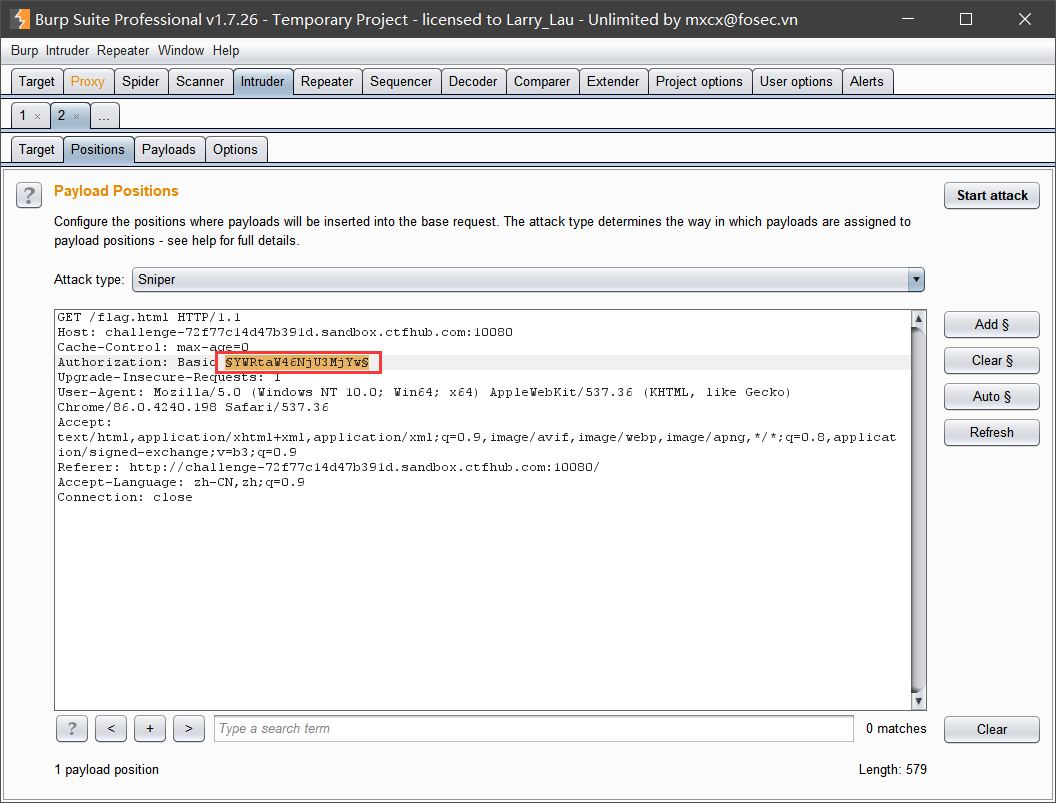 Burp Suite Professional v1.7.26 - Temporary Project - licensed to Larry_Lau - Unlimited by mxcx@fosec.vn
Burp Intruder Repeater Window Help
Target Proxy Spider Scanner Intruder Repeater Sequencer Decoder Comparer Extender Project options User options Alerts
1 × 2 × ...
Target Positions Payloads Options
? Payload Positions Start attack
Configure the positions where payloads will be inserted into the base request. The attack type determines the way in which payloads are assigned to
payload positions - see help for full details.
Attack type: Sniper
GET /flag.html HTTP/1.1
Host: challenge-72f77c14d47b391d.sandbox.ctfhub.com:10080
Cache-Control: max-age=0
Authorization: Basic §YWRtaW46NjU3MjYw§
Upgrade-Insecure-Requests: 1
User-Agent: Mozilla/5.0 (Windows NT 10.0; Win64; x64) AppleWebKit/537.36 (KHTML, like Gecko)
Chrome/86.0.4240.198 Safari/537.36
Accept:
text/html,application/xhtml+xml,application/xml;q=0.9,image/avif,image/webp,image/apng,*/*;q=0.8,applicat
ion/signed-exchange;v=b3;q=0.9
Referer: http://challenge-72f77c14d47b391d.sandbox.ctfhub.com:10080/
Accept-Language: zh-CN,zh;q=0.9
Connection: close
Add §
Clear §
Auto §
Refresh
? < + > Type a search term 0 matches Clear
1 payload position Length: 579